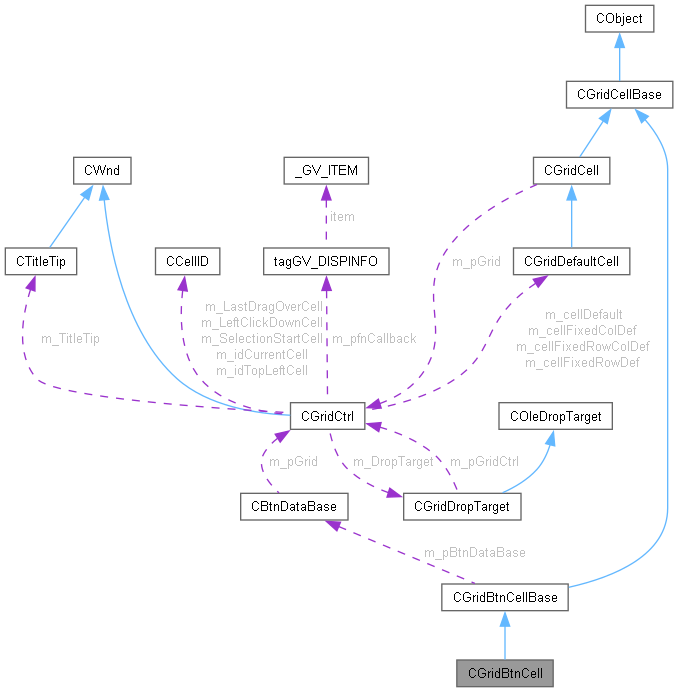 CObject
CGridCellBase
CWnd
_GV_ITEM
CGridCell
item
m_pGrid
CTitleTip
CCellID
tagGV_DISPINFO
CGridDefaultCell
m_TitleTip
m_LastDragOverCell
m_LeftClickDownCell
m_SelectionStartCell
m_idCurrentCell
m_idTopLeftCell
m_pfnCallback
m_cellDefault
m_cellFixedColDef
m_cellFixedRowColDef
m_cellFixedRowDef
CGridCtrl
COleDropTarget
m_pGrid
m_DropTarget
m_pGridCtrl
CBtnDataBase
CGridDropTarget
m_pBtnDataBase
CGridBtnCellBase
CGridBtnCell